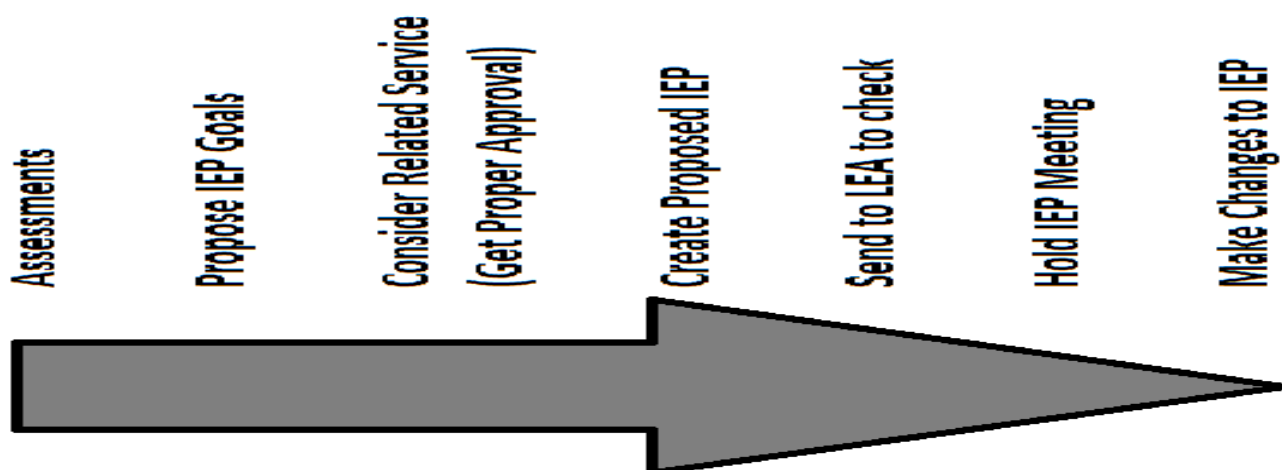 Assessments
Propose IEP Goals
Consider Related Service
(Get Proper Approval)
Create Proposed IEP
Send to LEA to check
Hold IEP Meeting
Make Changes to IEP